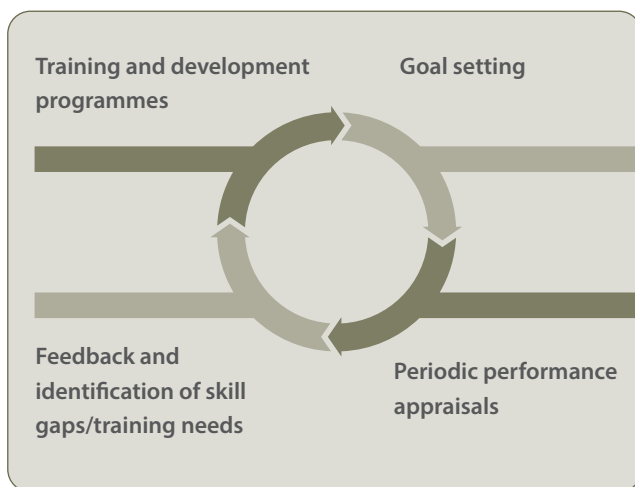 Training and development
programmes
Goal setting
Feedback and
identification of skill
gaps/training needs
Periodic performance
appraisals